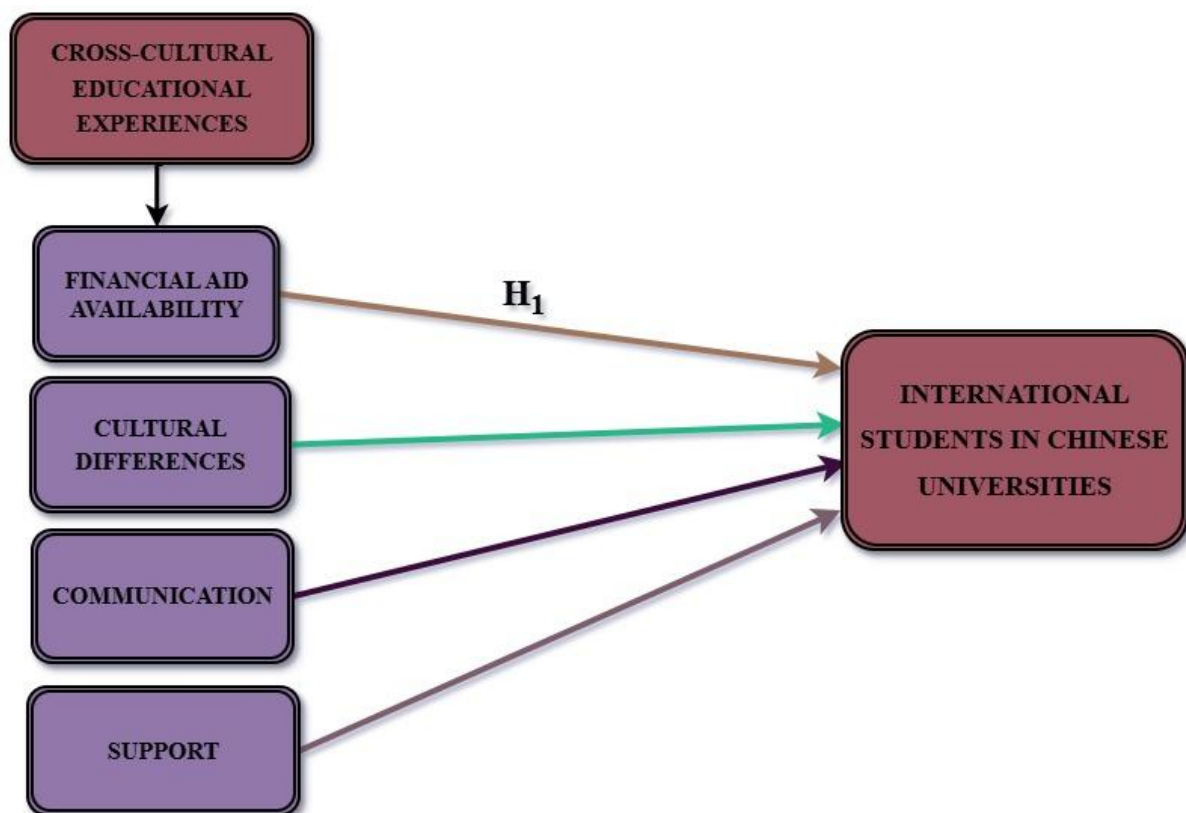 CROSS-CULTURAL
EDUCATIONAL
EXPERIENCES
FINANCIAL AID
AVAILABILITY
H₁
CULTURAL
DIFFERENCES
COMMUNICATION
SUPPORT
INTERNATIONAL
STUDENTS IN CHINESE
UNIVERSITIES